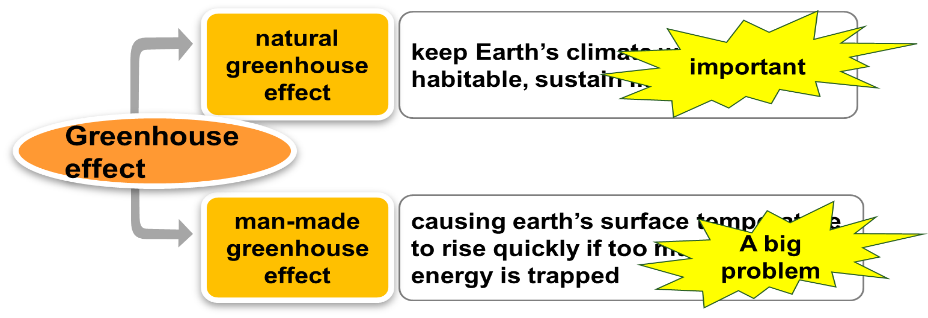 natural
greenhouse
effect
keep Earth's climate
habitable, sustain
important
Greenhouse
effect
man-made
greenhouse
effect
causing earth's surface temperature
to rise quickly if too
energy is trapped
A big
problem